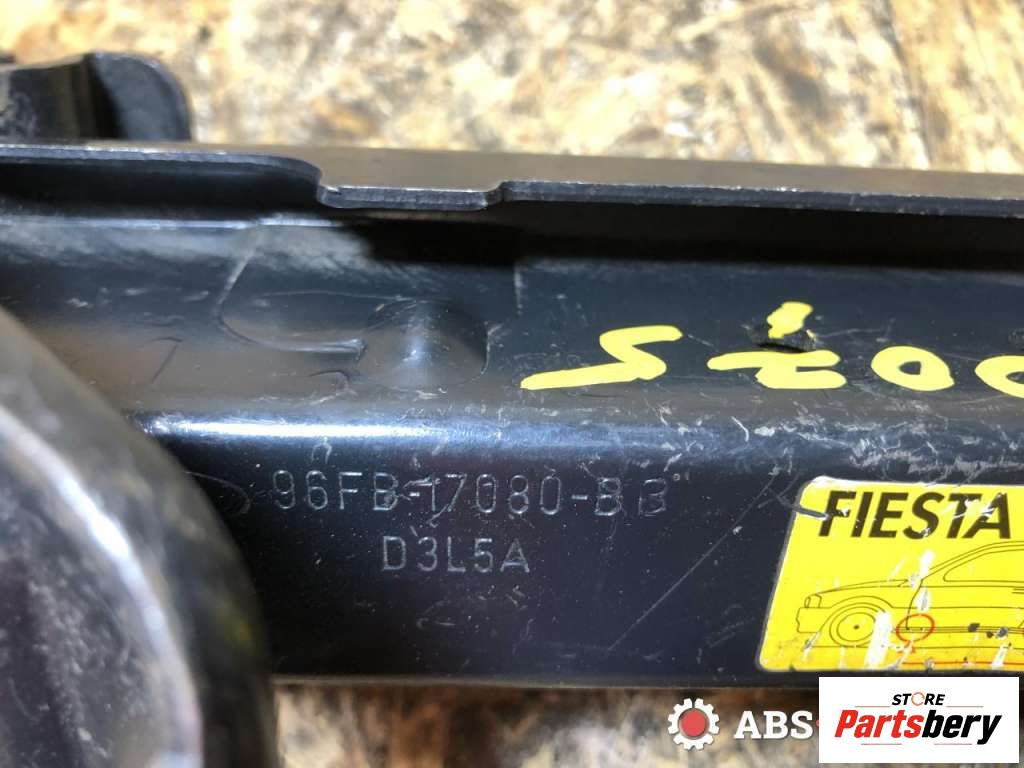 96FB-17080-BB
D3L5A
FIESTA
ABS
STORE
Partsbery